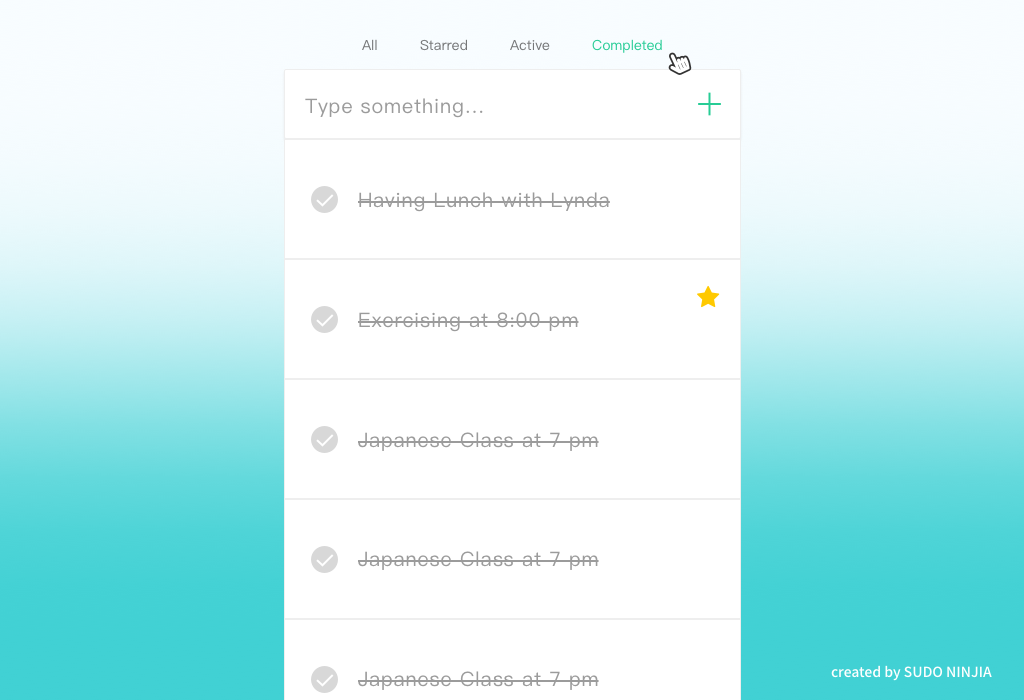 All
Starred
Active
Completed
Type something...
Having Lunch with Lynda
Exercising at 8:00 pm
Japanese Class at 7 pm
Japanese Class at 7 pm
Japanese Class at 7 pm
created by SUDO NINJIA